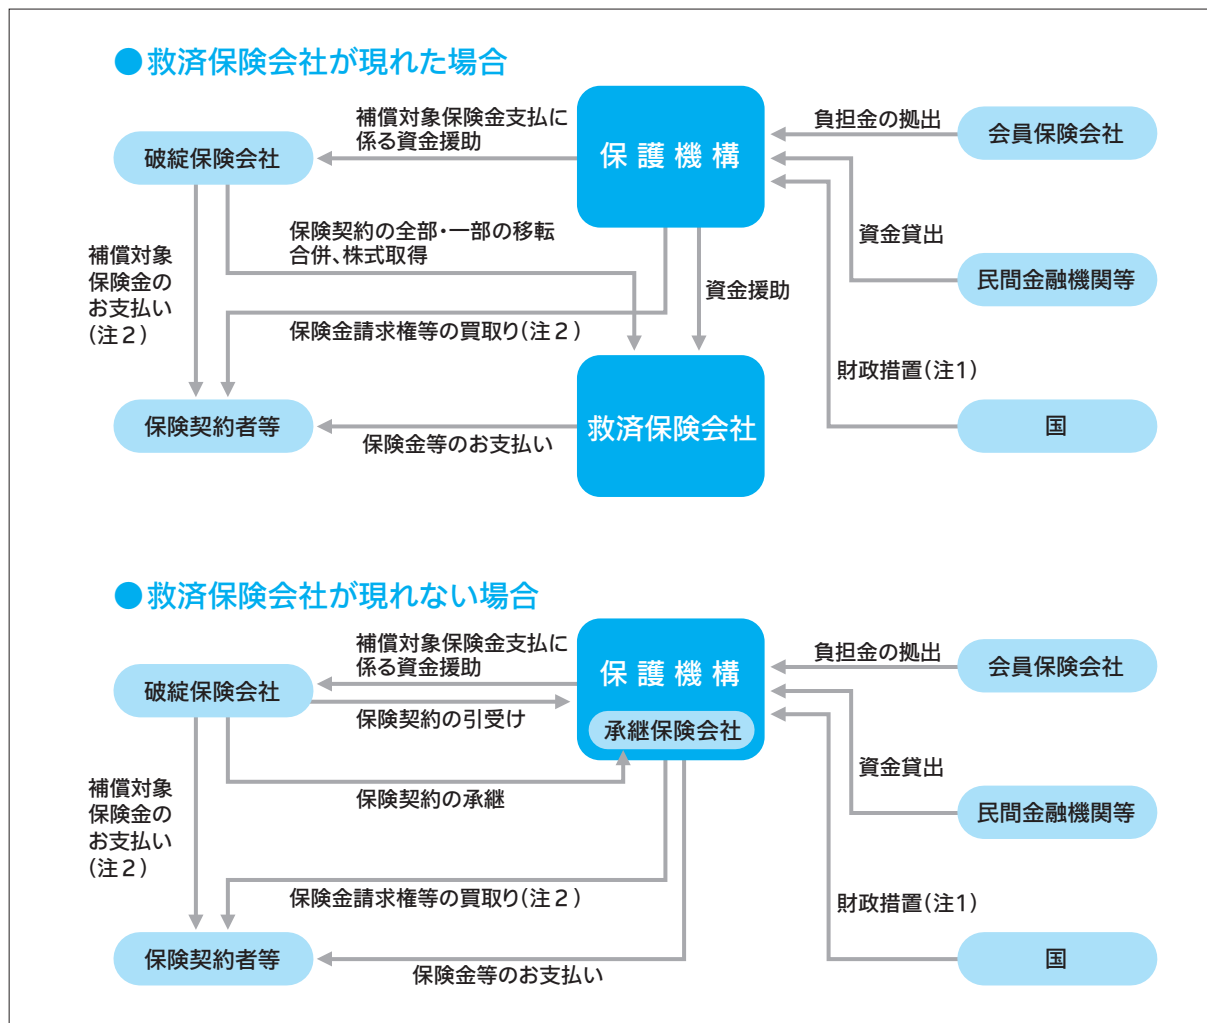 ●救済保険会社が現れた場合
補償対象保険金支払に
係る資金援助
保護機構
負担金の拠出
会員保険会社
破綻保険会社
保険契約の全部・一部の移転
合併、株式取得
補償対象
保険金の
お支払い
(注2)
資金貸出
民間金融機関等
資金援助
保険金請求権等の買取り(注2)
財政措置(注1)
救済保険会社
保険契約者等
保険金等のお支払い
国
●救済保険会社が現れない場合
補償対象保険金支払に
係る資金援助
保護機構
負担金の拠出
会員保険会社
破綻保険会社
保険契約の引受け
承継保険会社
保険契約の承継
補償対象
保険金の
お支払い
(注2)
資金貸出
民間金融機関等
保険金請求権等の買取り(注2)
財政措置(注1)
保険契約者等
保険金等のお支払い
国